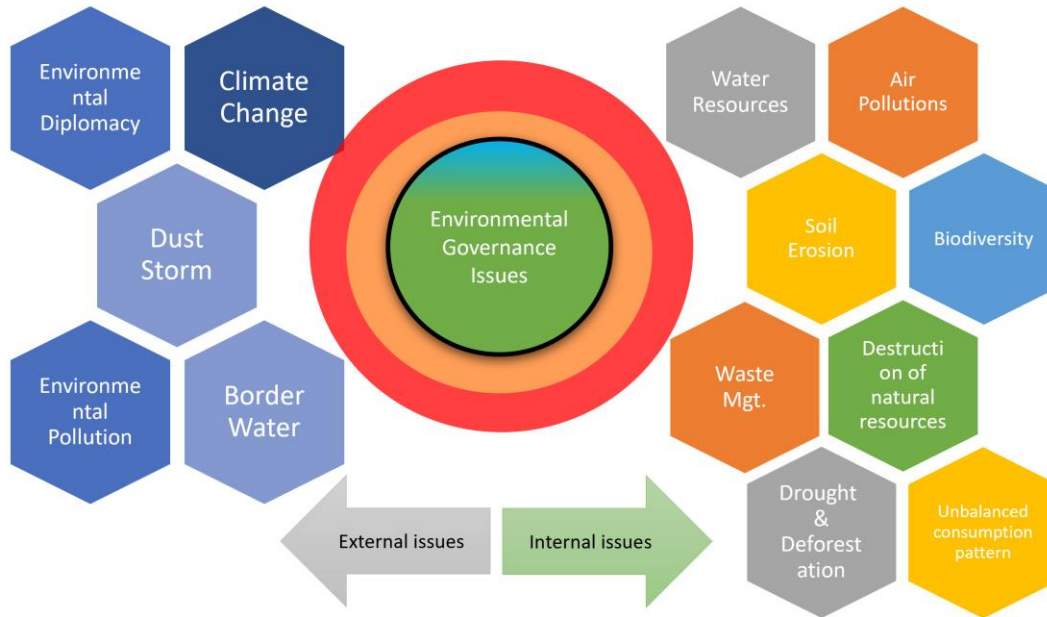 Environme
ntal
Diplomacy
Climate
Change
Dust
Storm
Environme
ntal
Pollution
Border
Water
Environmental
Governance
Issues
External issues
Internal issues
Water
Resources
Air
Pollutions
Soil
Erosion
Biodiversity
Waste
Mgt.
Destructi
on of
natural
resources
Drought
&
Deforest
ation
Unbalanced
consumption
pattern